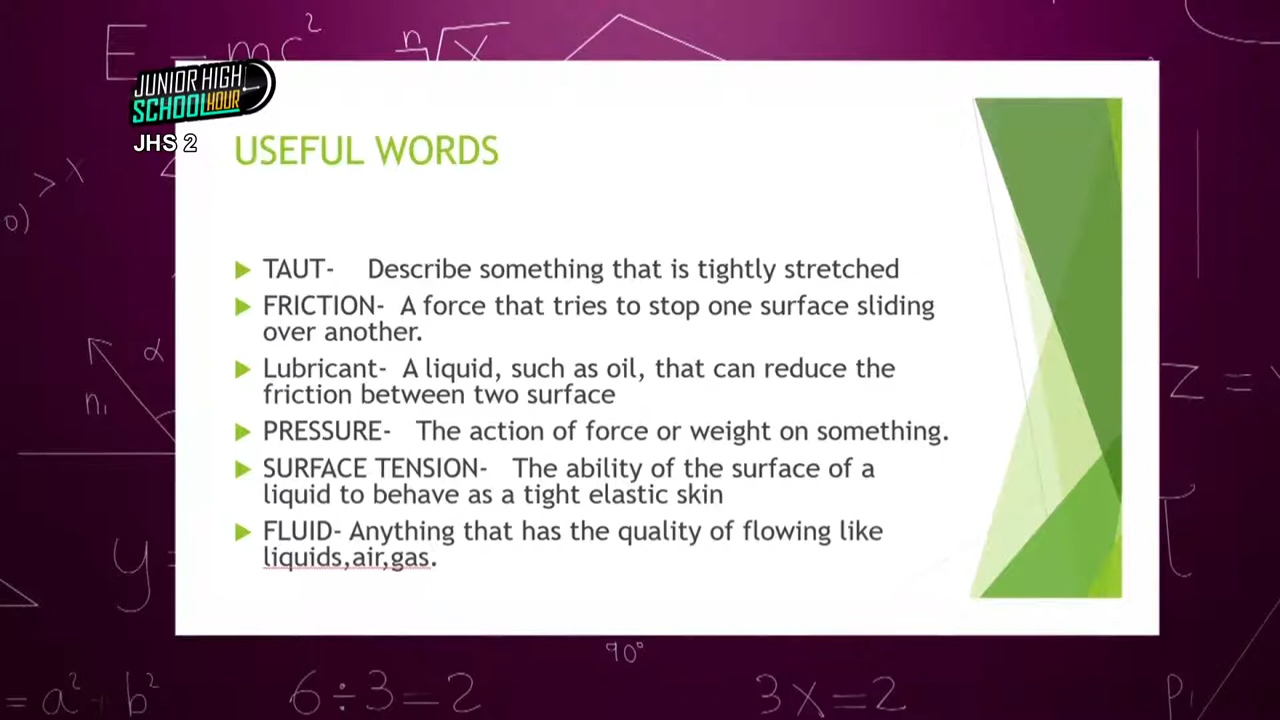 E = mc²
n√x
JUNIOR HIGH
SCHOOL HOUR
JHS 2
USEFUL WORDS
TAUT- Describe something that is tightly stretched
FRICTION- A force that tries to stop one surface sliding
over another.
Lubricant- A liquid, such as oil, that can reduce the
friction between two surface
PRESSURE- The action of force or weight on something.
SURFACE TENSION- The ability of the surface of a
liquid to behave as a tight elastic skin
FLUID- Anything that has the quality of flowing like
liquids,air,gas.
> x
α
n₁
z =
y =
90°
= a² + b²
6÷3=2
3x=2
P₁